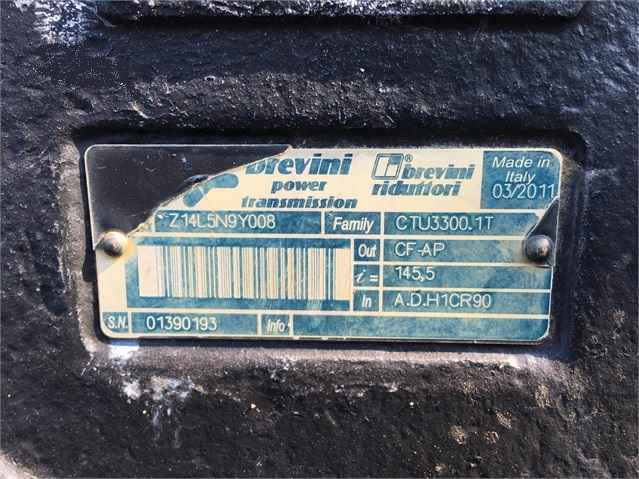 brevini
power
transmission
® brevini
riduttori
Made in
Italy
03/2011
Z14L5N9Y008
Family CTU3300.1T
Out CF-AP
i= 145,5
In A.D.H1CR90
S.N. 01390193 Info.